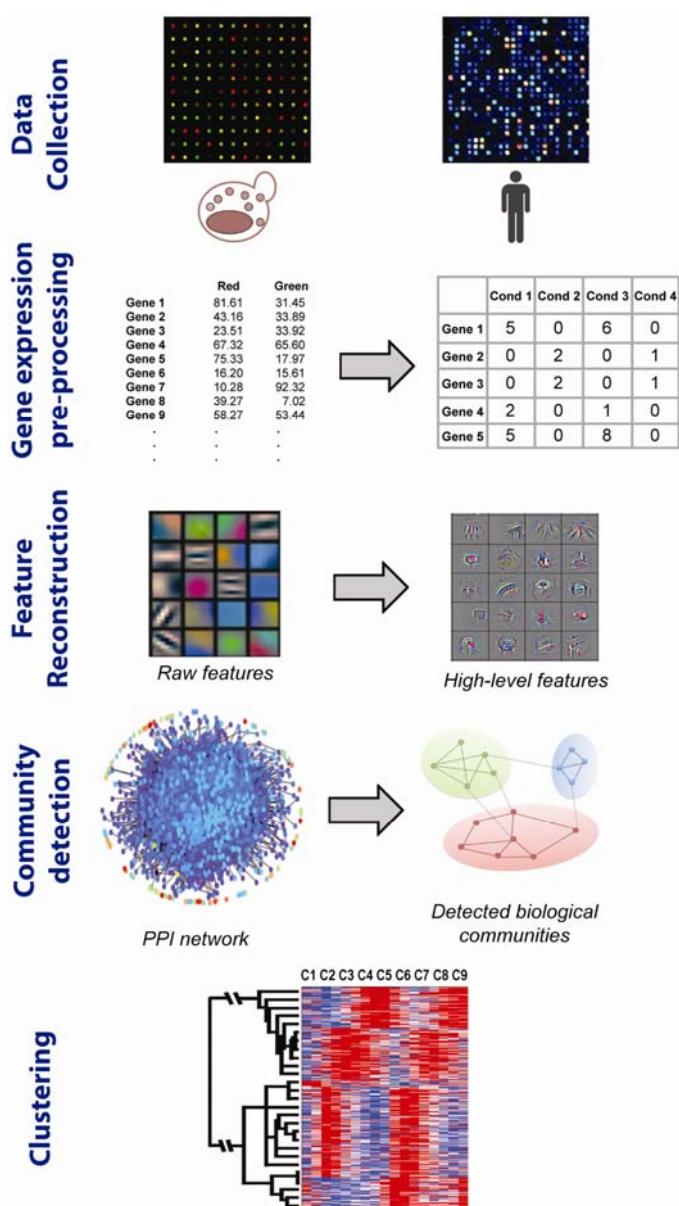 Data
Collection
Gene expression
pre-processing
Red Green
Gene 1 81.61 31.45
Gene 2 43.16 33.89
Gene 3 23.51 33.92
Gene 4 67.32 65.60
Gene 5 75.33 17.97
Gene 6 16.20 15.61
Gene 7 10.28 92.32
Gene 8 39.27 7.02
Gene 9 58.27 53.44
. . .
. . .
. . .
Cond 1 Cond 2 Cond 3 Cond 4
Gene 1 5 0 6 0
Gene 2 0 2 0 1
Gene 3 0 2 0 1
Gene 4 2 0 1 0
Gene 5 5 0 8 0
Feature
Reconstruction
Raw features
High-level features
Community
detection
PPI network
Detected biological
communities
Clustering
C1 C2 C3 C4 C5 C6 C7 C8 C9